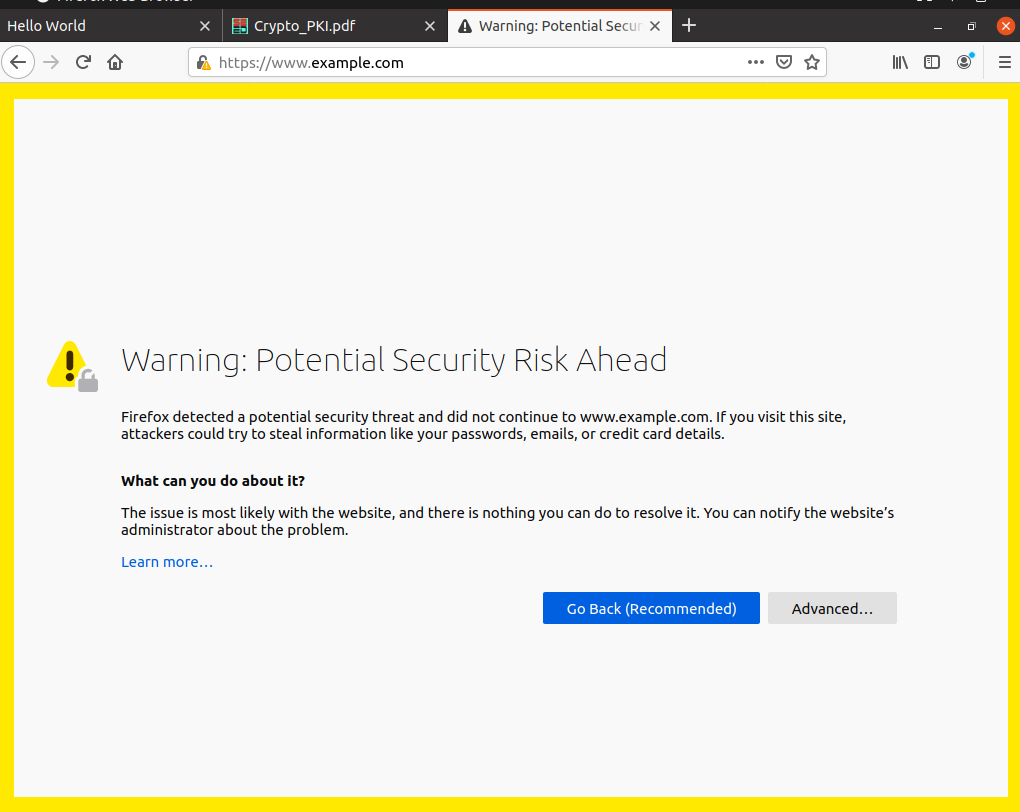 Hello World
Crypto_PKI.pdf
Warning: Potential Secur
https://www.example.com
Warning: Potential Security Risk Ahead
Firefox detected a potential security threat and did not continue to www.example.com. If you visit this site,
attackers could try to steal information like your passwords, emails, or credit card details.
What can you do about it?
The issue is most likely with the website, and there is nothing you can do to resolve it. You can notify the website’s
administrator about the problem.
Learn more…
Go Back (Recommended)
Advanced…